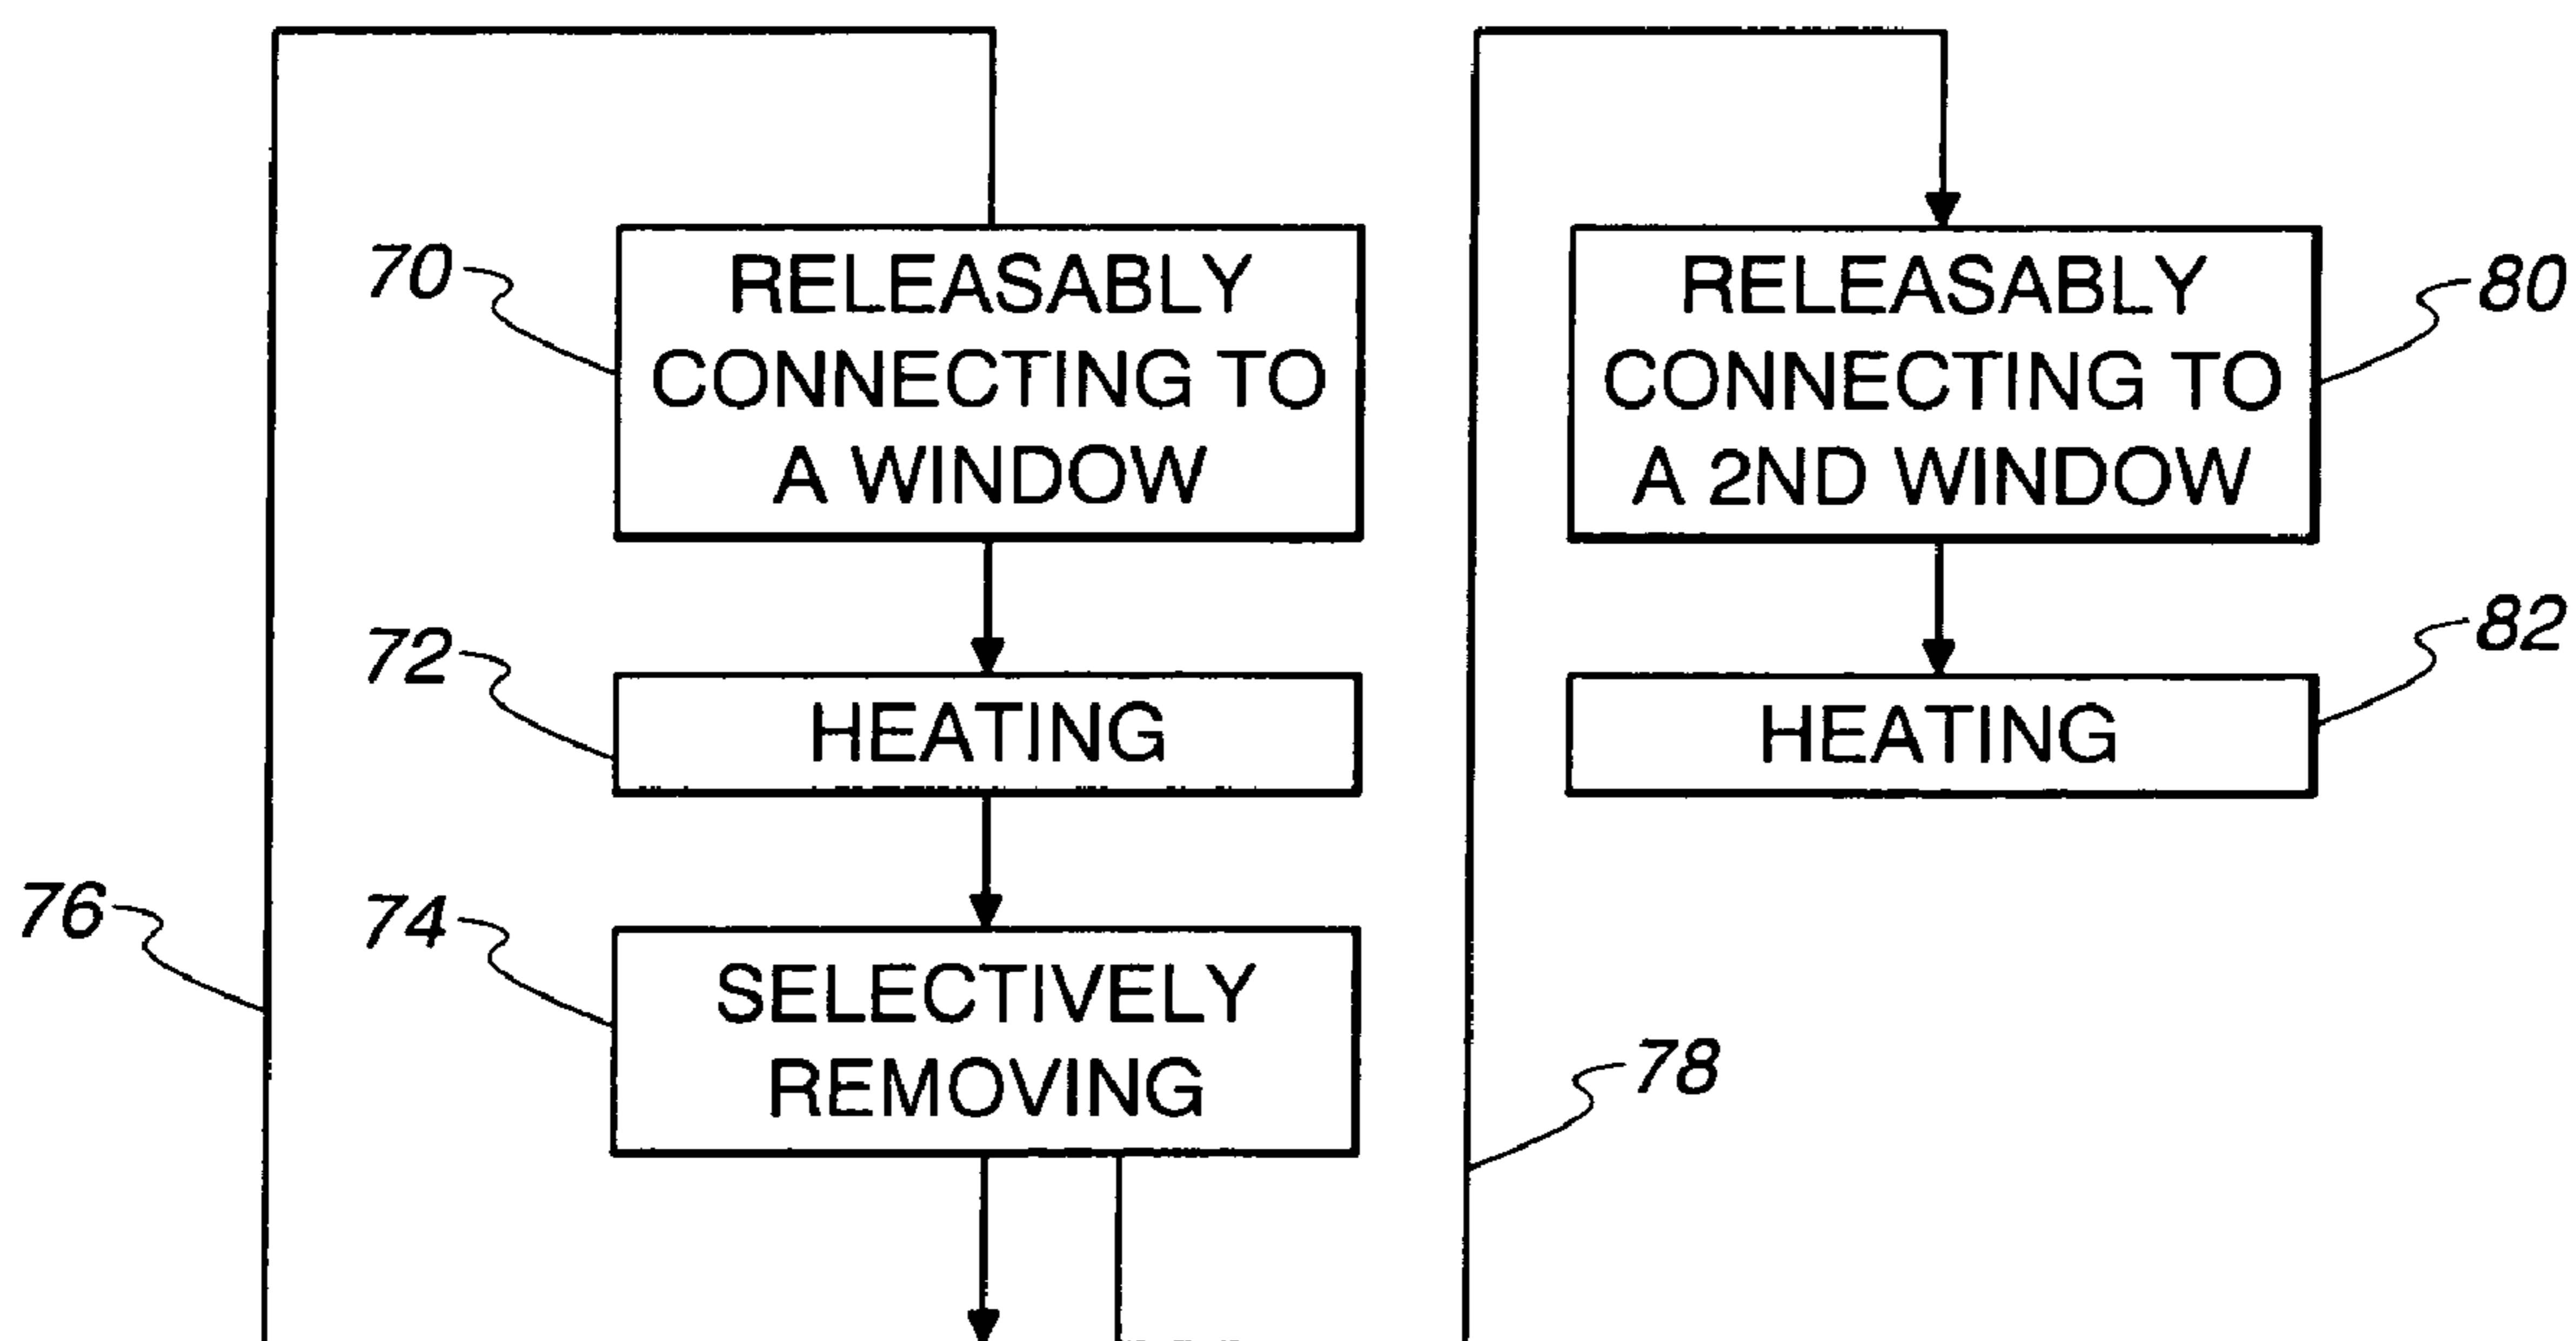 70
RELEASABLY
CONNECTING TO
A WINDOW
72
HEATING
76
74
SELECTIVELY
REMOVING
78
RELEASABLY
CONNECTING TO
A 2ND WINDOW
80
HEATING
82